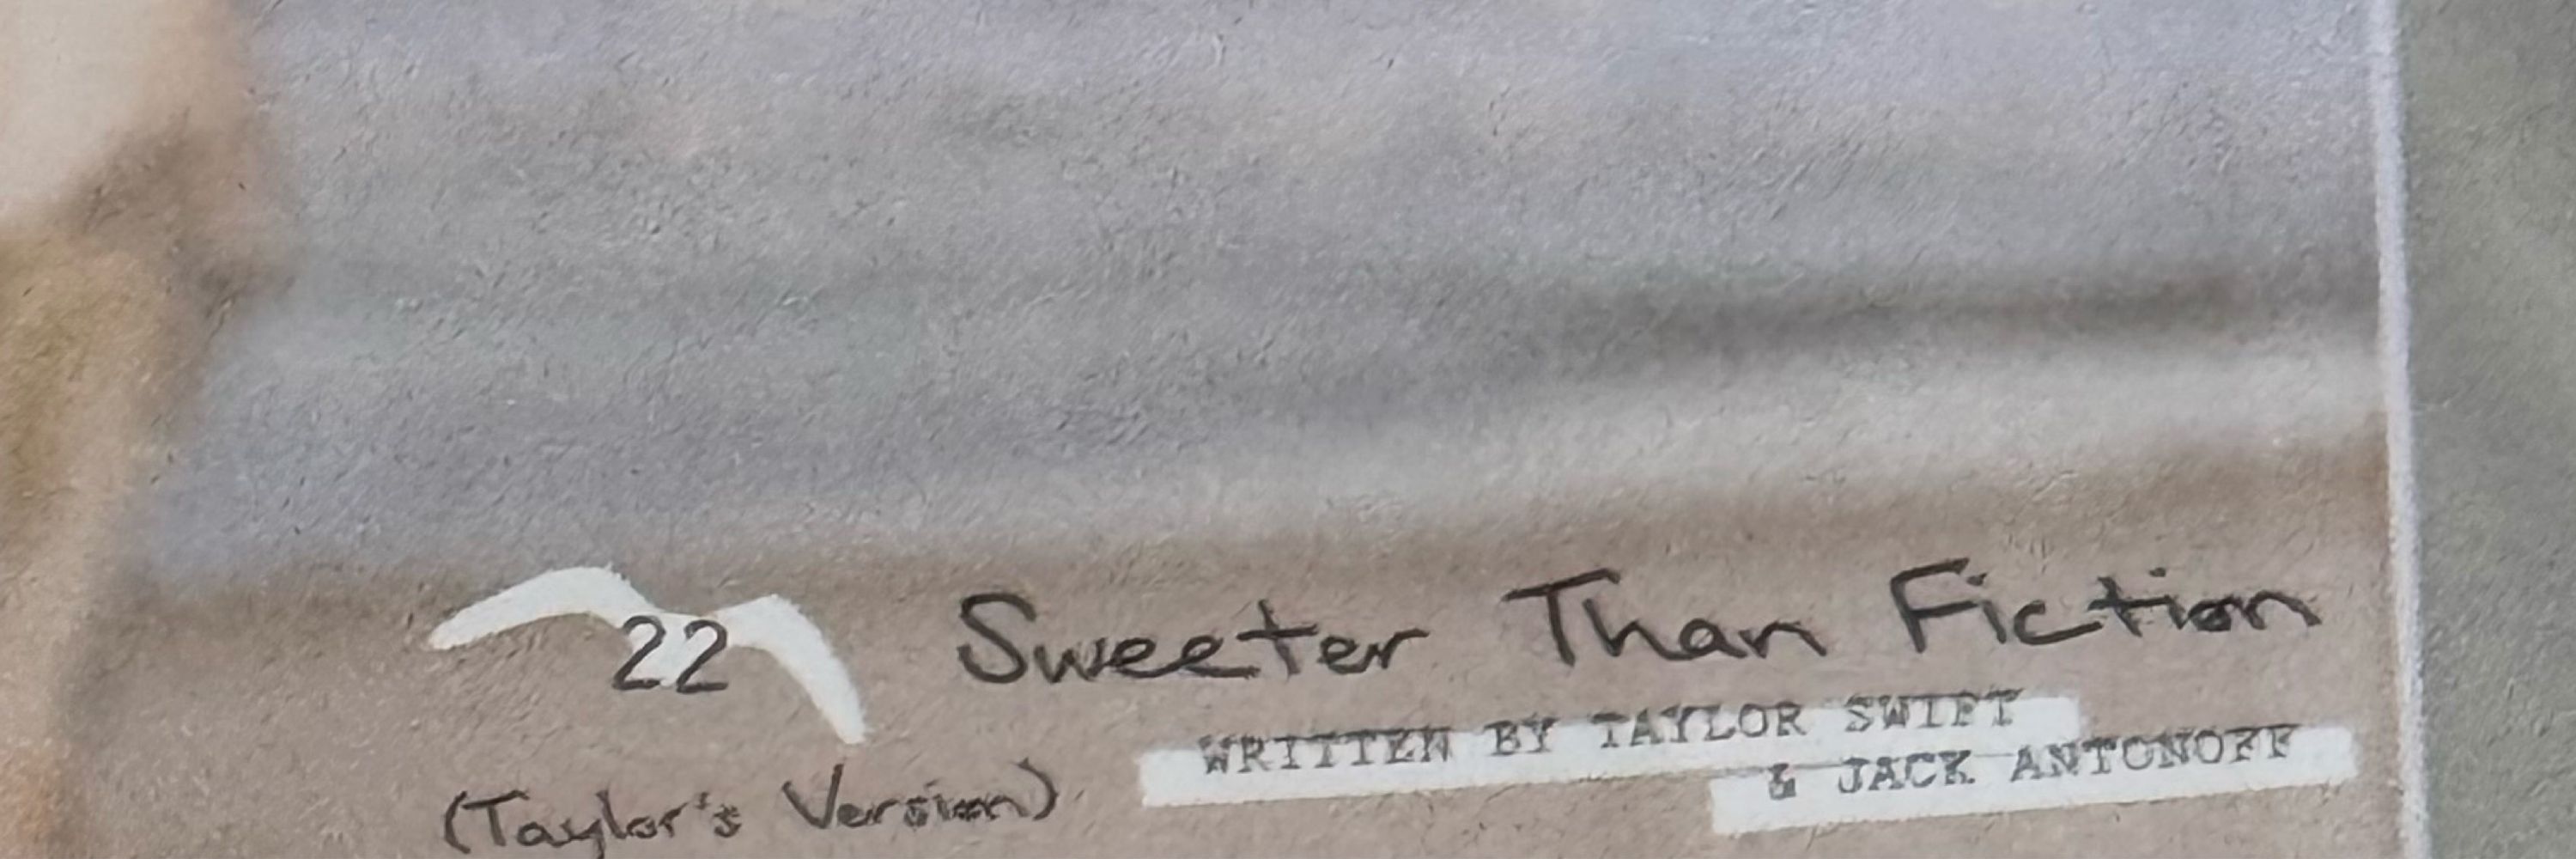 22 Sweeter Than Fiction
WRITTEN BY TAYLOR SWIFT
& JACK ANTONOFF
(Taylor's Version)